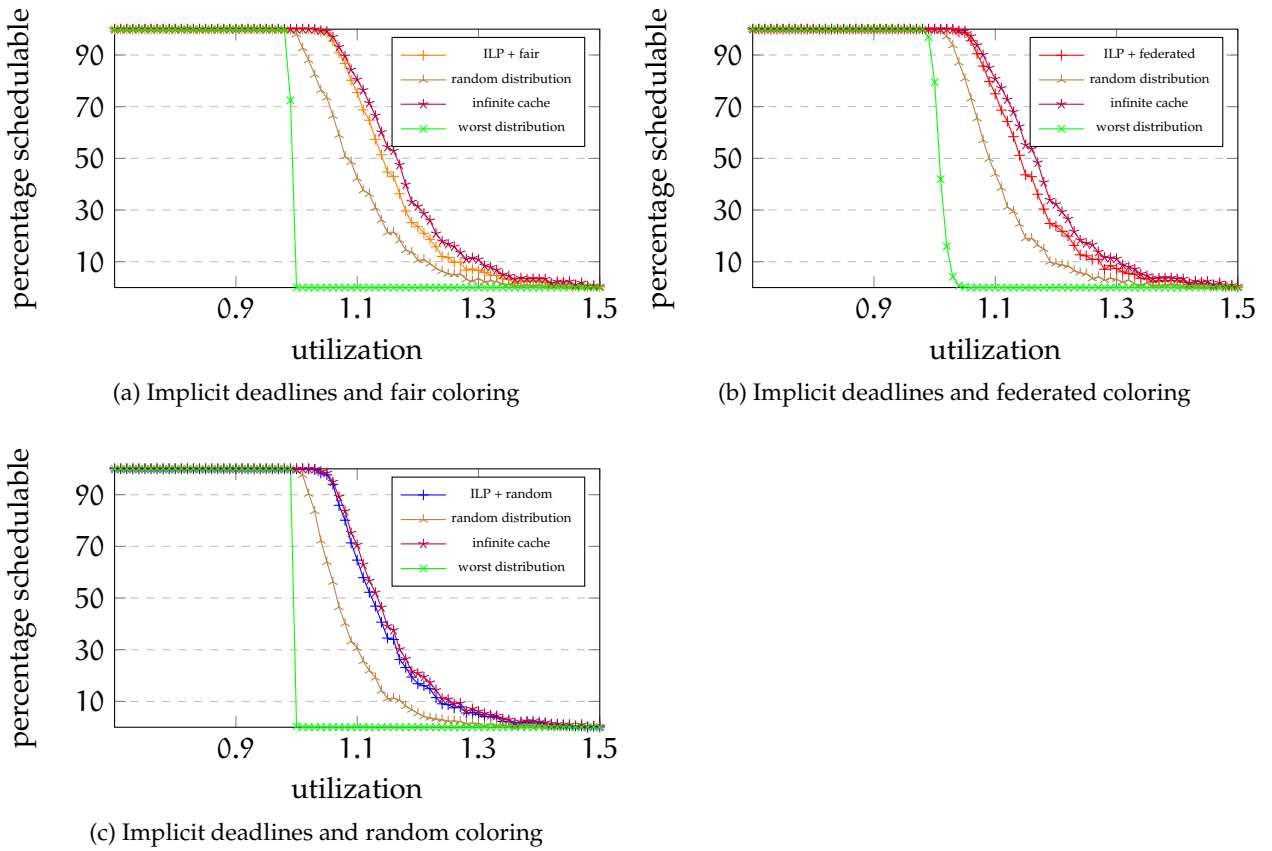 percentage schedulable
90
70
50
30
10
ILP + fair
random distribution
infinite cache
worst distribution
0.9
1.1
1.3
1.5
utilization
(a) Implicit deadlines and fair coloring
percentage schedulable
90
70
50
30
10
ILP + federated
random distribution
infinite cache
worst distribution
0.9
1.1
1.3
1.5
utilization
(b) Implicit deadlines and federated coloring
percentage schedulable
90
70
50
30
10
ILP + random
random distribution
infinite cache
worst distribution
0.9
1.1
1.3
1.5
utilization
(c) Implicit deadlines and random coloring